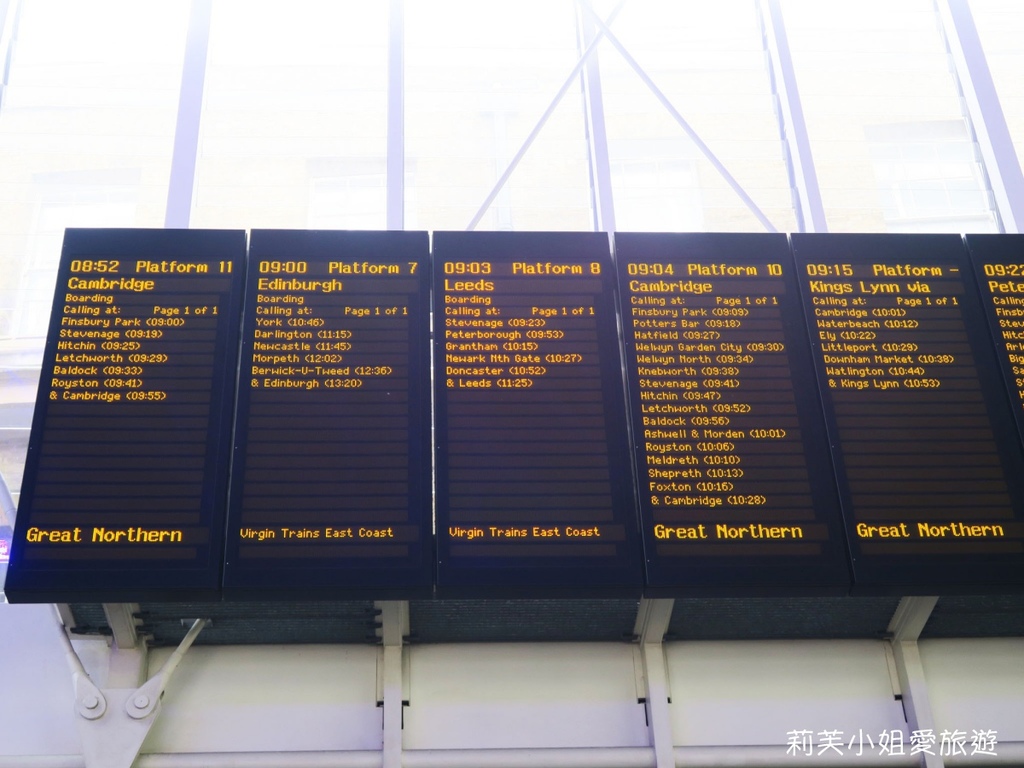 08:52 Platform 11
Cambridge
Boarding
Calling at: Page 1 of 1
Finsbury Park (09:00)
Stevenage (09:19)
Hitchin (09:25)
Letchworth (09:29)
Baldock (09:33)
Royston (09:41)
& Cambridge (09:55)
Great Northern
09:00 Platform 7
Edinburgh
Boarding
Calling at: Page 1 of 1
York (10:46)
Darlington (11:15)
Newcastle (11:45)
Morpeth (12:02)
Berwick-U-Tweed (12:36)
& Edinburgh (13:20)
Virgin Trains East Coast
09:03 Platform 8
Leeds
Boarding
Calling at: Page 1 of 1
Stevenage (09:23)
Peterborough (09:53)
Grantham (10:15)
Newark Nth Gate (10:27)
Doncaster (10:52)
& Leeds (11:25)
Virgin Trains East Coast
09:04 Platform 10
Cambridge
Calling at: Page 1 of 1
Finsbury Park (09:09)
Potters Bar (09:18)
Hatfield (09:27)
Welwyn Garden City (09:30)
Welwyn North (09:34)
Knebworth (09:38)
Stevenage (09:41)
Hitchin (09:47)
Letchworth (09:52)
Baldock (09:56)
Ashwell & Morden (10:01)
Royston (10:06)
Meldreth (10:10)
Shepreth (10:13)
Foxton (10:16)
& Cambridge (10:28)
Great Northern
09:15 Platform -
Kings Lynn via
Calling at: Page 1 of 1
Cambridge (10:01)
Waterbeach (10:12)
Ely (10:22)
Littleport (10:29)
Downham Market (10:38)
Watlington (10:44)
& Kings Lynn (10:53)
Great Northern
09:22
Pete
Callin
Finsb
Stev
Hitc
Arl
Big
Sa
St
H
莉芙小姐愛旅遊